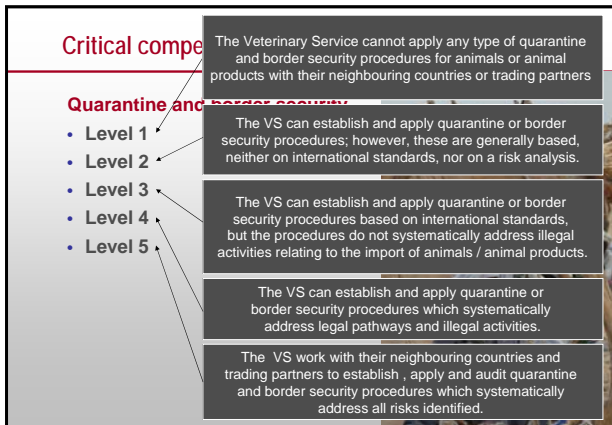 Critical compe
The Veterinary Service cannot apply any type of quarantine
and border security procedures for animals or animal
products with their neighbouring countries or trading partners
Quarantine and border security
• Level 1
• Level 2
• Level 3
• Level 4
• Level 5
The VS can establish and apply quarantine or border
security procedures; however, these are generally based,
neither on international standards, nor on a risk analysis.
The VS can establish and apply quarantine or border
security procedures based on international standards,
but the procedures do not systematically address illegal
activities relating to the import of animals / animal products.
The VS can establish and apply quarantine or
border security procedures which systematically
address legal pathways and illegal activities.
The VS work with their neighbouring countries and
trading partners to establish , apply and audit quarantine
and border security procedures which systematically
address all risks identified.